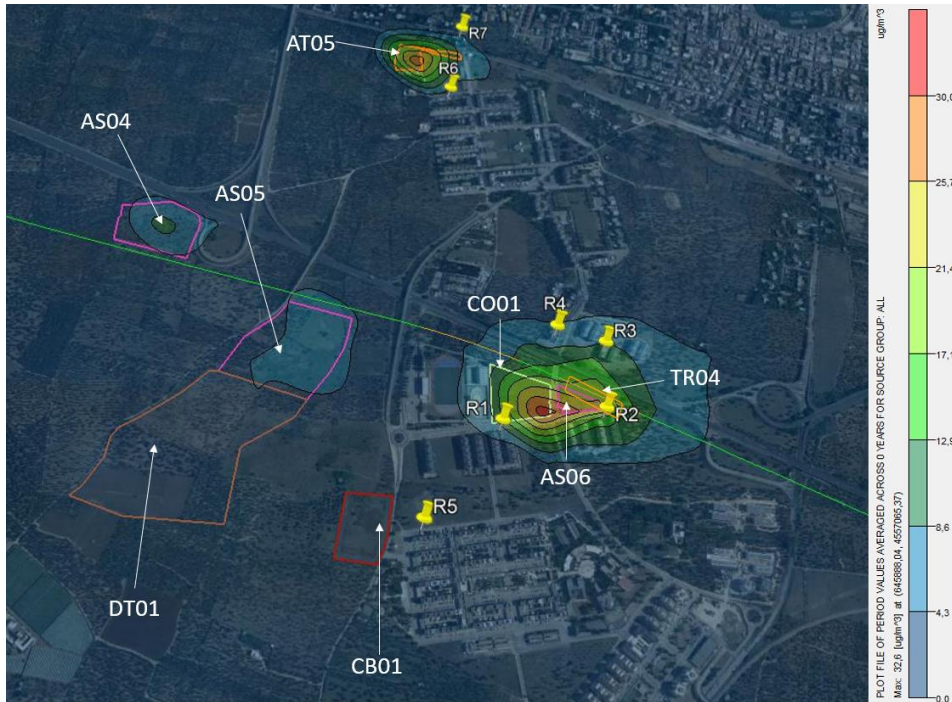 ug/m^3
R7
AT05
R6
30,0
AS04
25,7
AS05
21,4
CO01
R4
R3
17,1
TR04
R1
R2
12,9
AS06
R5
8,6
DT01
CB01
4,3
0,0
PLOT FILE OF PERIOD VALUES AVERAGED ACROSS 0 YEARS FOR SOURCE GROUP: ALL
Max: 32,6 [ug/m^3] at (645888,04, 4557065,37)